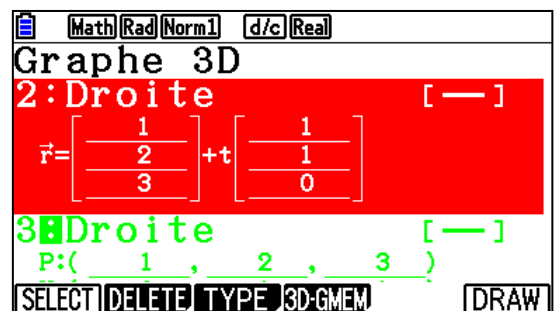 Math Rad Norm1 d/c Real
Graphe 3D
2:Droite [—]
1 1
r⃗= 2 +t 1
3 0
3:Droite [—]
P:( 1 , 2 , 3 )
SELECT DELETE TYPE 3D-GMEM DRAW